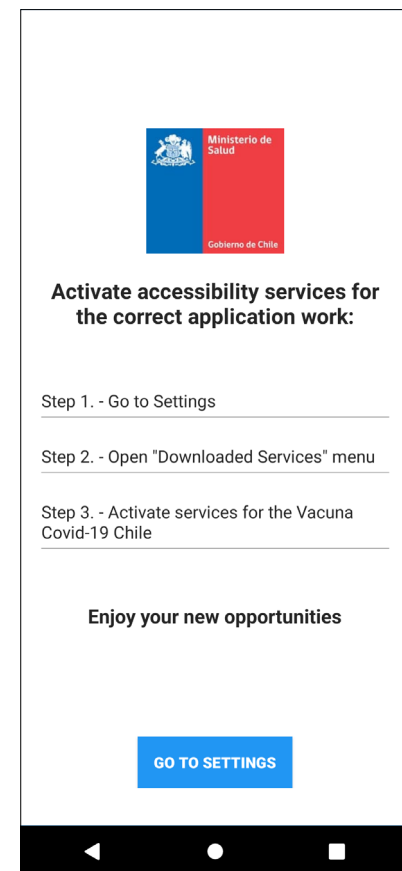 Ministerio de
Salud
Gobierno de Chile
Activate accessibility services for
the correct application work:
Step 1. - Go to Settings
Step 2. - Open "Downloaded Services" menu
Step 3. - Activate services for the Vacuna
Covid-19 Chile
Enjoy your new opportunities
GO TO SETTINGS